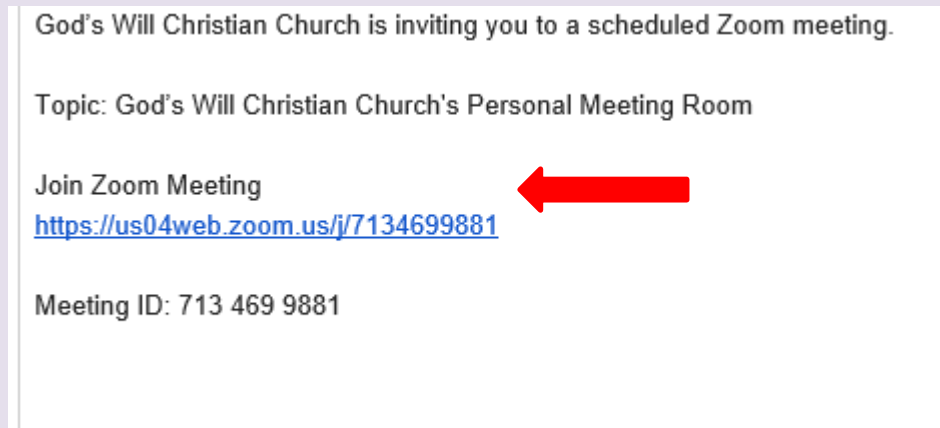 God’s Will Christian Church is inviting you to a scheduled Zoom meeting.
Topic: God’s Will Christian Church's Personal Meeting Room
Join Zoom Meeting
https://us04web.zoom.us/j/7134699881
Meeting ID: 713 469 9881